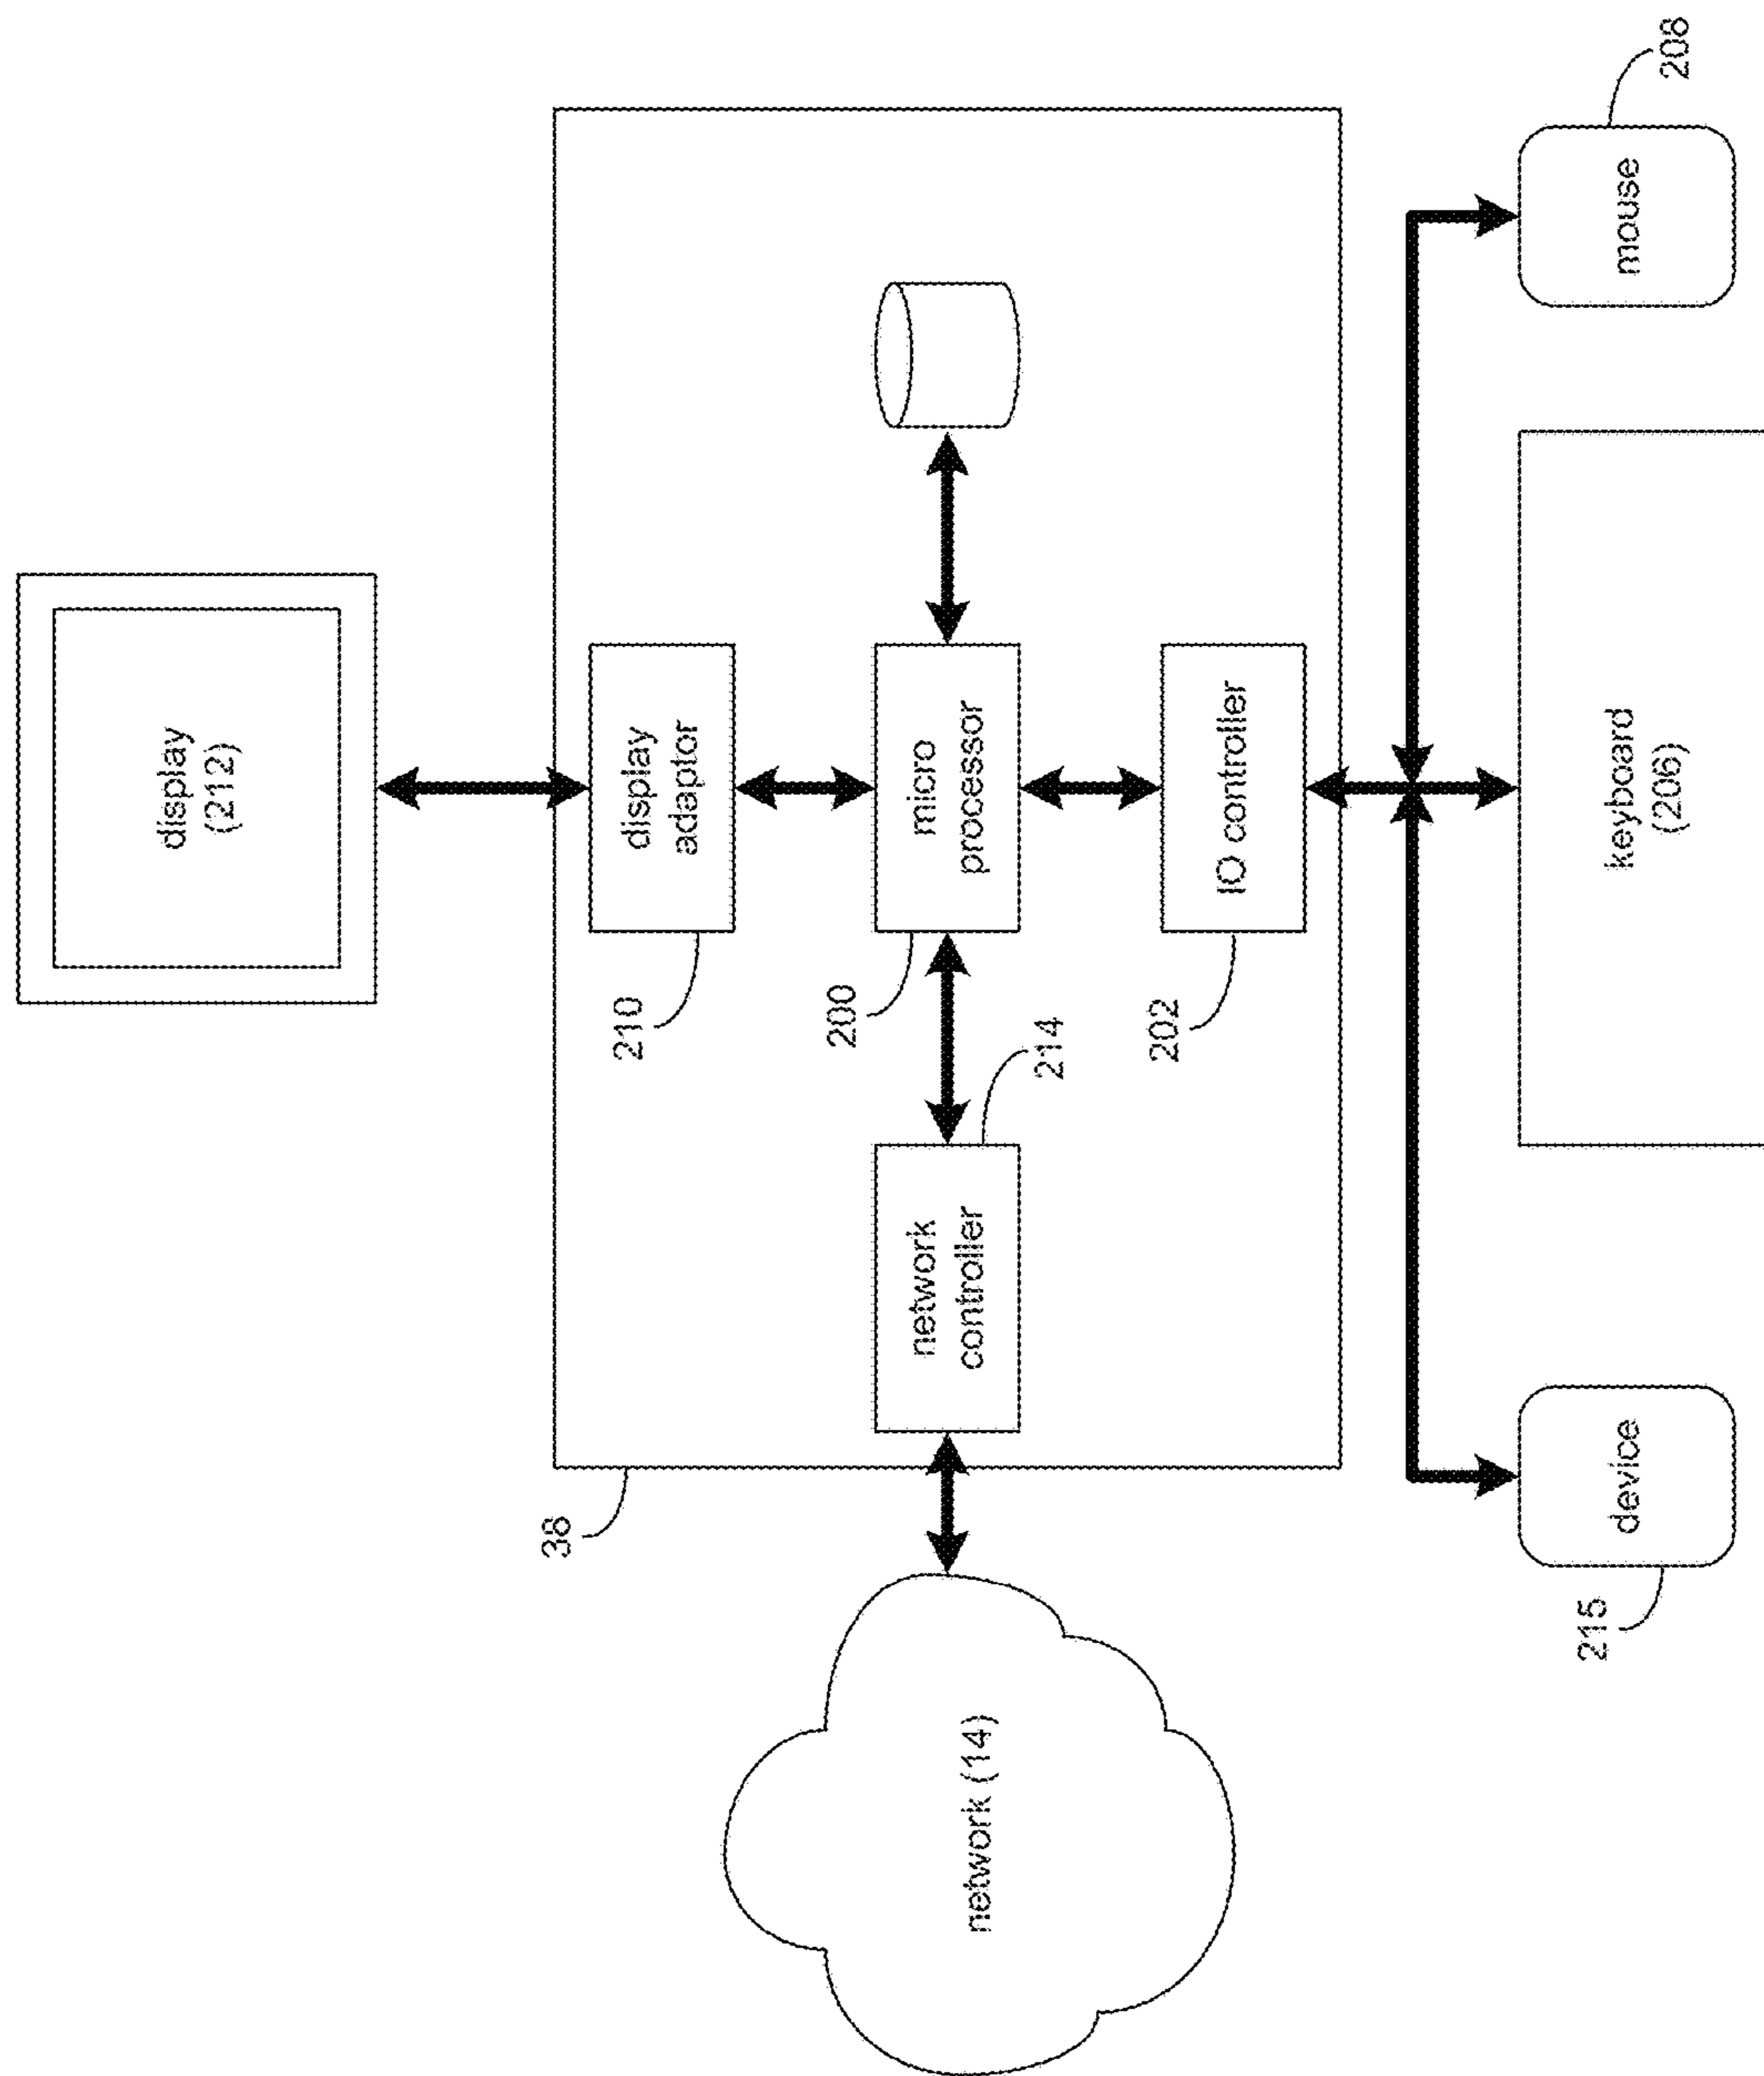 display
(212)
display
adaptor
210
micro
processor
200
network
controller
214
IO controller
202
38
network (14)
keyboard
(206)
mouse
208
device
215